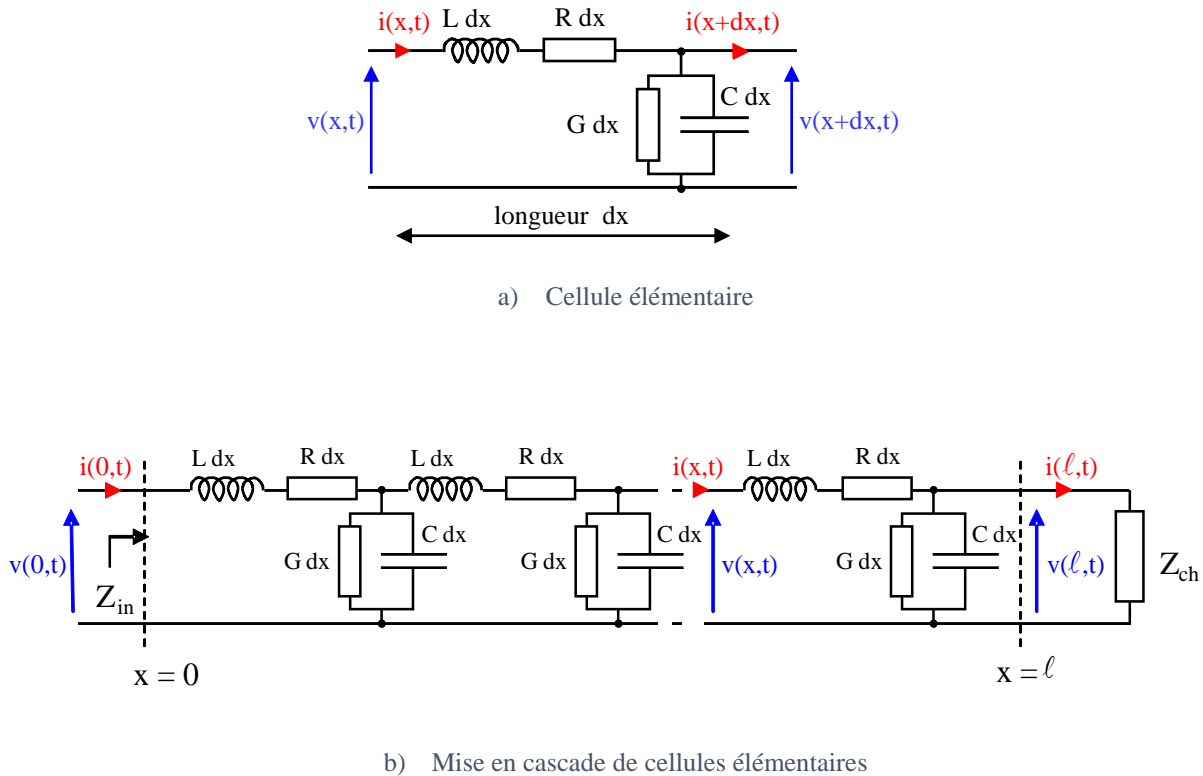 i(x,t) L dx R dx i(x+dx,t)
v(x,t) G dx C dx v(x+dx,t)
longueur dx
a) Cellule élémentaire
i(0,t) L dx R dx L dx R dx i(x,t) L dx R dx i(ℓ,t)
v(0,t) Z_in G dx C dx G dx C dx v(x,t) G dx C dx v(ℓ,t) Z_ch
x = 0 x = ℓ
b) Mise en cascade de cellules élémentaires